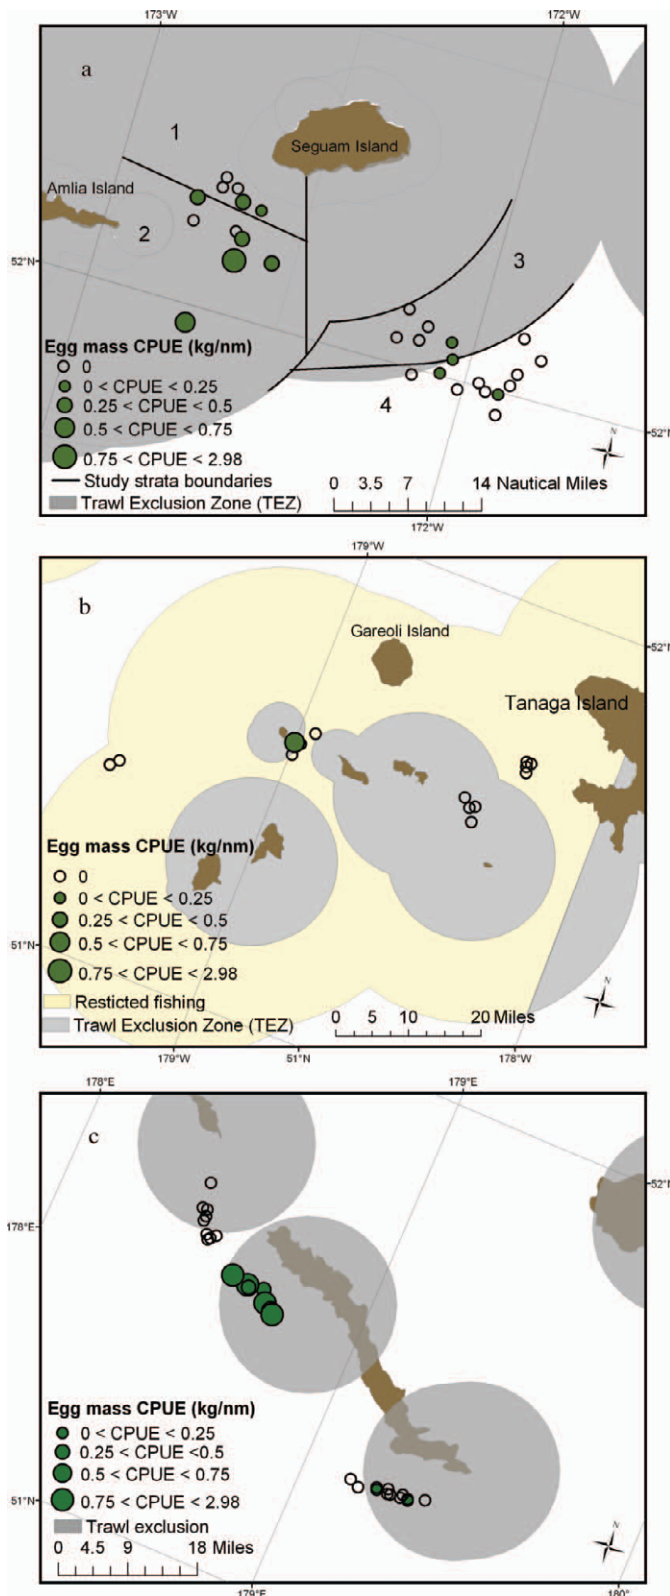 173°W
172°W
a
1
Seguam Island
Amlia Island
2
52°N
3
Egg mass CPUE (kg/nm)
0
0 < CPUE < 0.25
0.25 < CPUE < 0.5
0.5 < CPUE < 0.75
0.75 < CPUE < 2.98
Study strata boundaries
Trawl Exclusion Zone (TEZ)
4
N
0 3.5 7 14 Nautical Miles
52°N
172°W
179°W
b
Gareoli Island
52°N
Tanaga Island
Egg mass CPUE (kg/nm)
0
0 < CPUE < 0.25
0.25 < CPUE < 0.5
0.5 < CPUE < 0.75
0.75 < CPUE < 2.98
51°N
Resticted fishing
Trawl Exclusion Zone (TEZ)
N
0 5 10 20 Miles
179°W
51°N
178°W
178°E
179°E
c
52°N
178°E
Egg mass CPUE (kg/nm)
0 < CPUE < 0.25
0.25 < CPUE <0.5
0.5 < CPUE < 0.75
0.75 < CPUE < 2.98
51°N
Trawl exclusion
0 4.5 9 18 Miles
N
179°E
180°